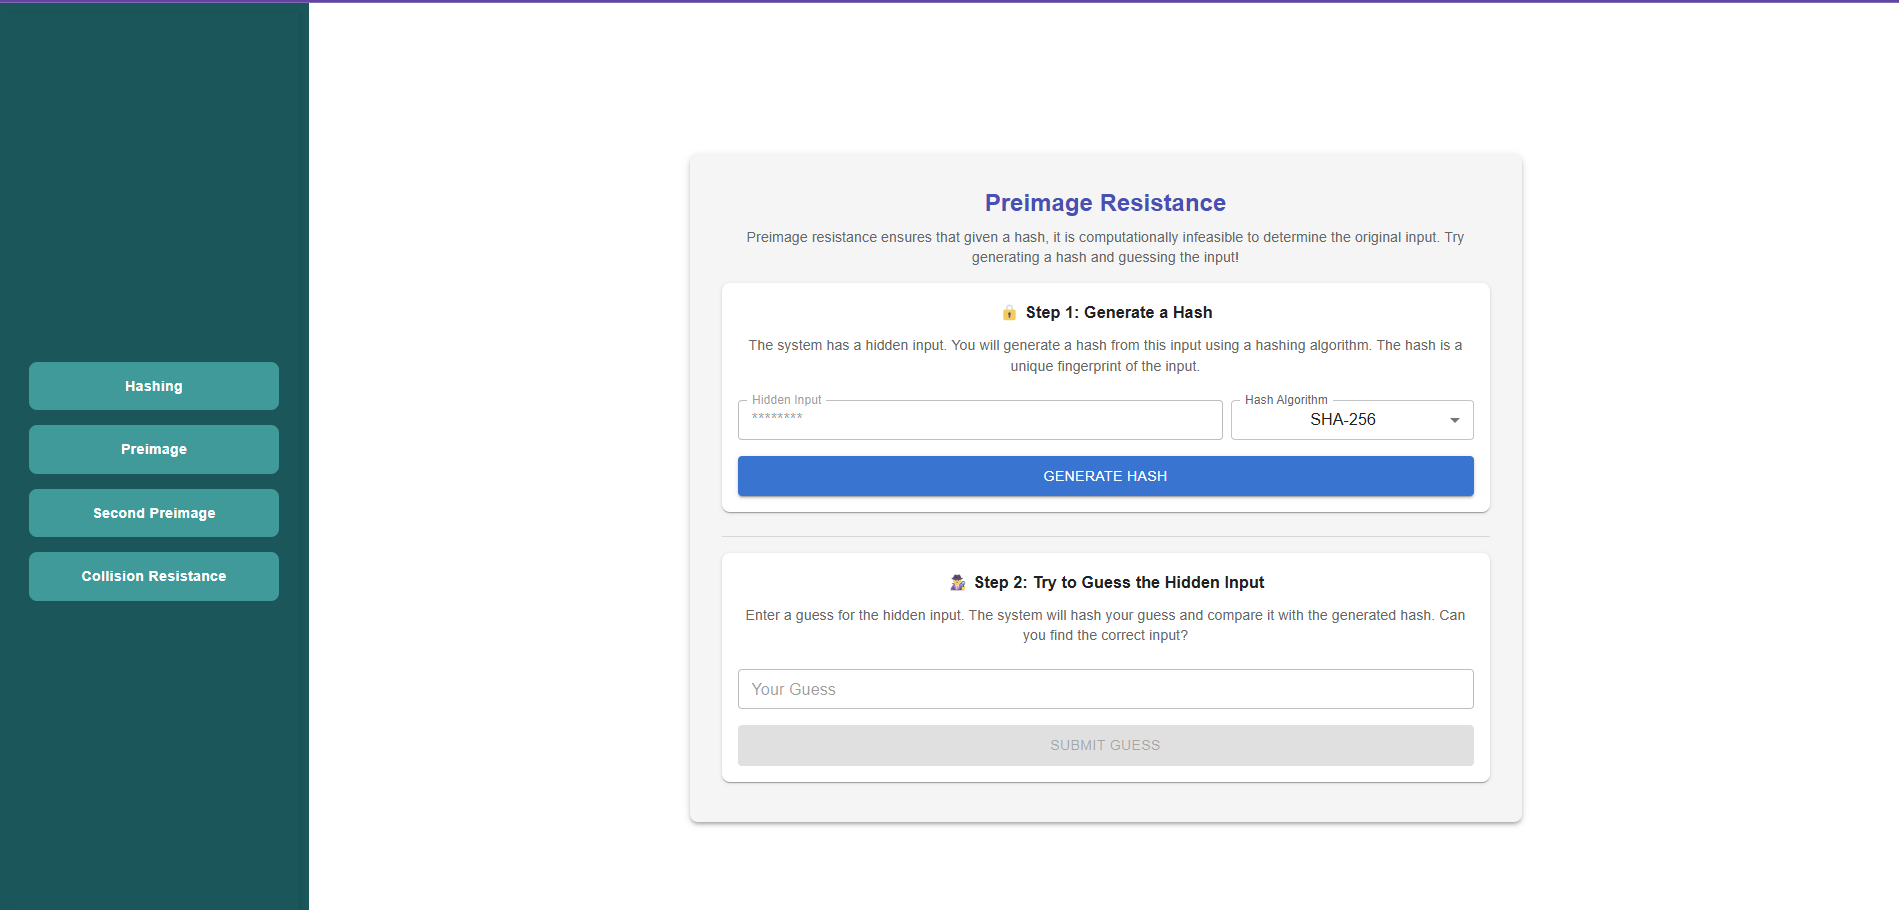 Hashing
Preimage
Second Preimage
Collision Resistance
Preimage Resistance
Preimage resistance ensures that given a hash, it is computationally infeasible to determine the original input. Try
generating a hash and guessing the input!
Step 1: Generate a Hash
The system has a hidden input. You will generate a hash from this input using a hashing algorithm. The hash is a
unique fingerprint of the input.
Hidden Input
********
Hash Algorithm
SHA-256
GENERATE HASH
Step 2: Try to Guess the Hidden Input
Enter a guess for the hidden input. The system will hash your guess and compare it with the generated hash. Can
you find the correct input?
Your Guess
SUBMIT GUESS